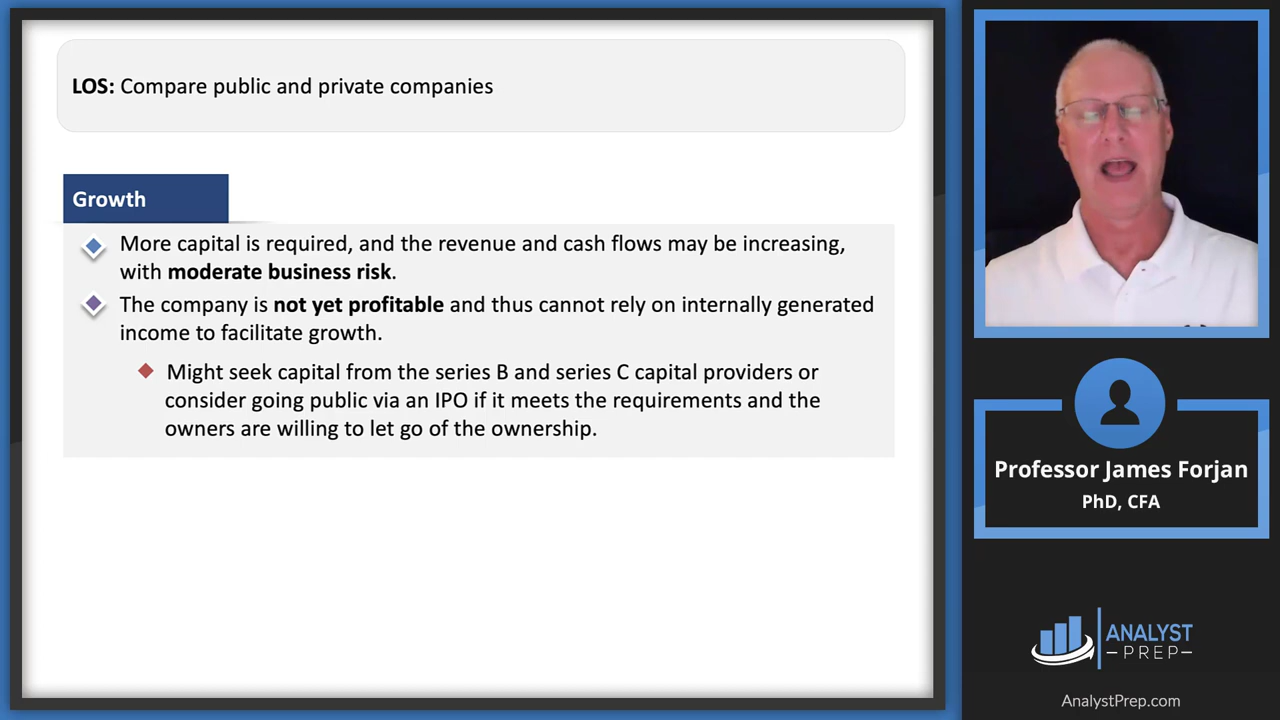 LOS: Compare public and private companies
Growth
More capital is required, and the revenue and cash flows may be increasing,
with moderate business risk.
The company is not yet profitable and thus cannot rely on internally generated
income to facilitate growth.
Might seek capital from the series B and series C capital providers or
consider going public via an IPO if it meets the requirements and the
owners are willing to let go of the ownership.
Professor James Forjan
PhD, CFA
ANALYST
PREP
AnalystPrep.com